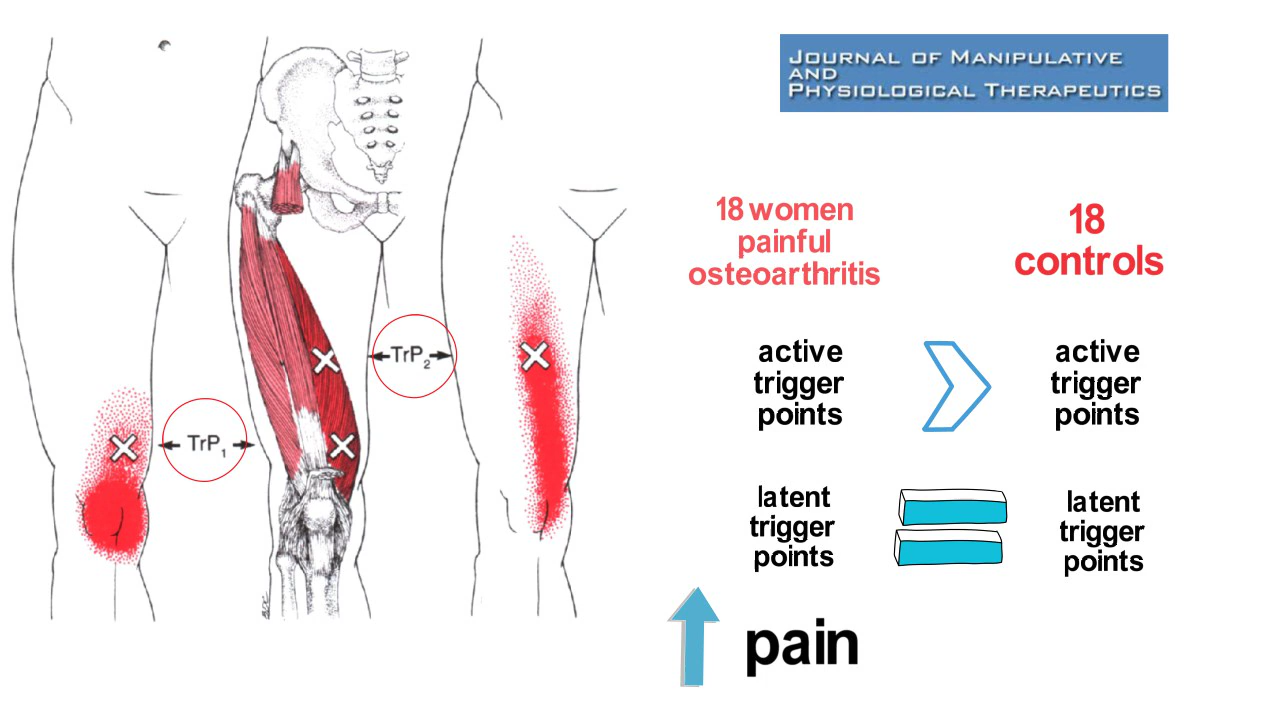 JOURNAL OF MANIPULATIVE
AND
PHYSIOLOGICAL THERAPEUTICS
18 women
painful
osteoarthritis
18
controls
active
trigger
points
active
trigger
points
latent
trigger
points
latent
trigger
points
pain
TrP1
TrP2